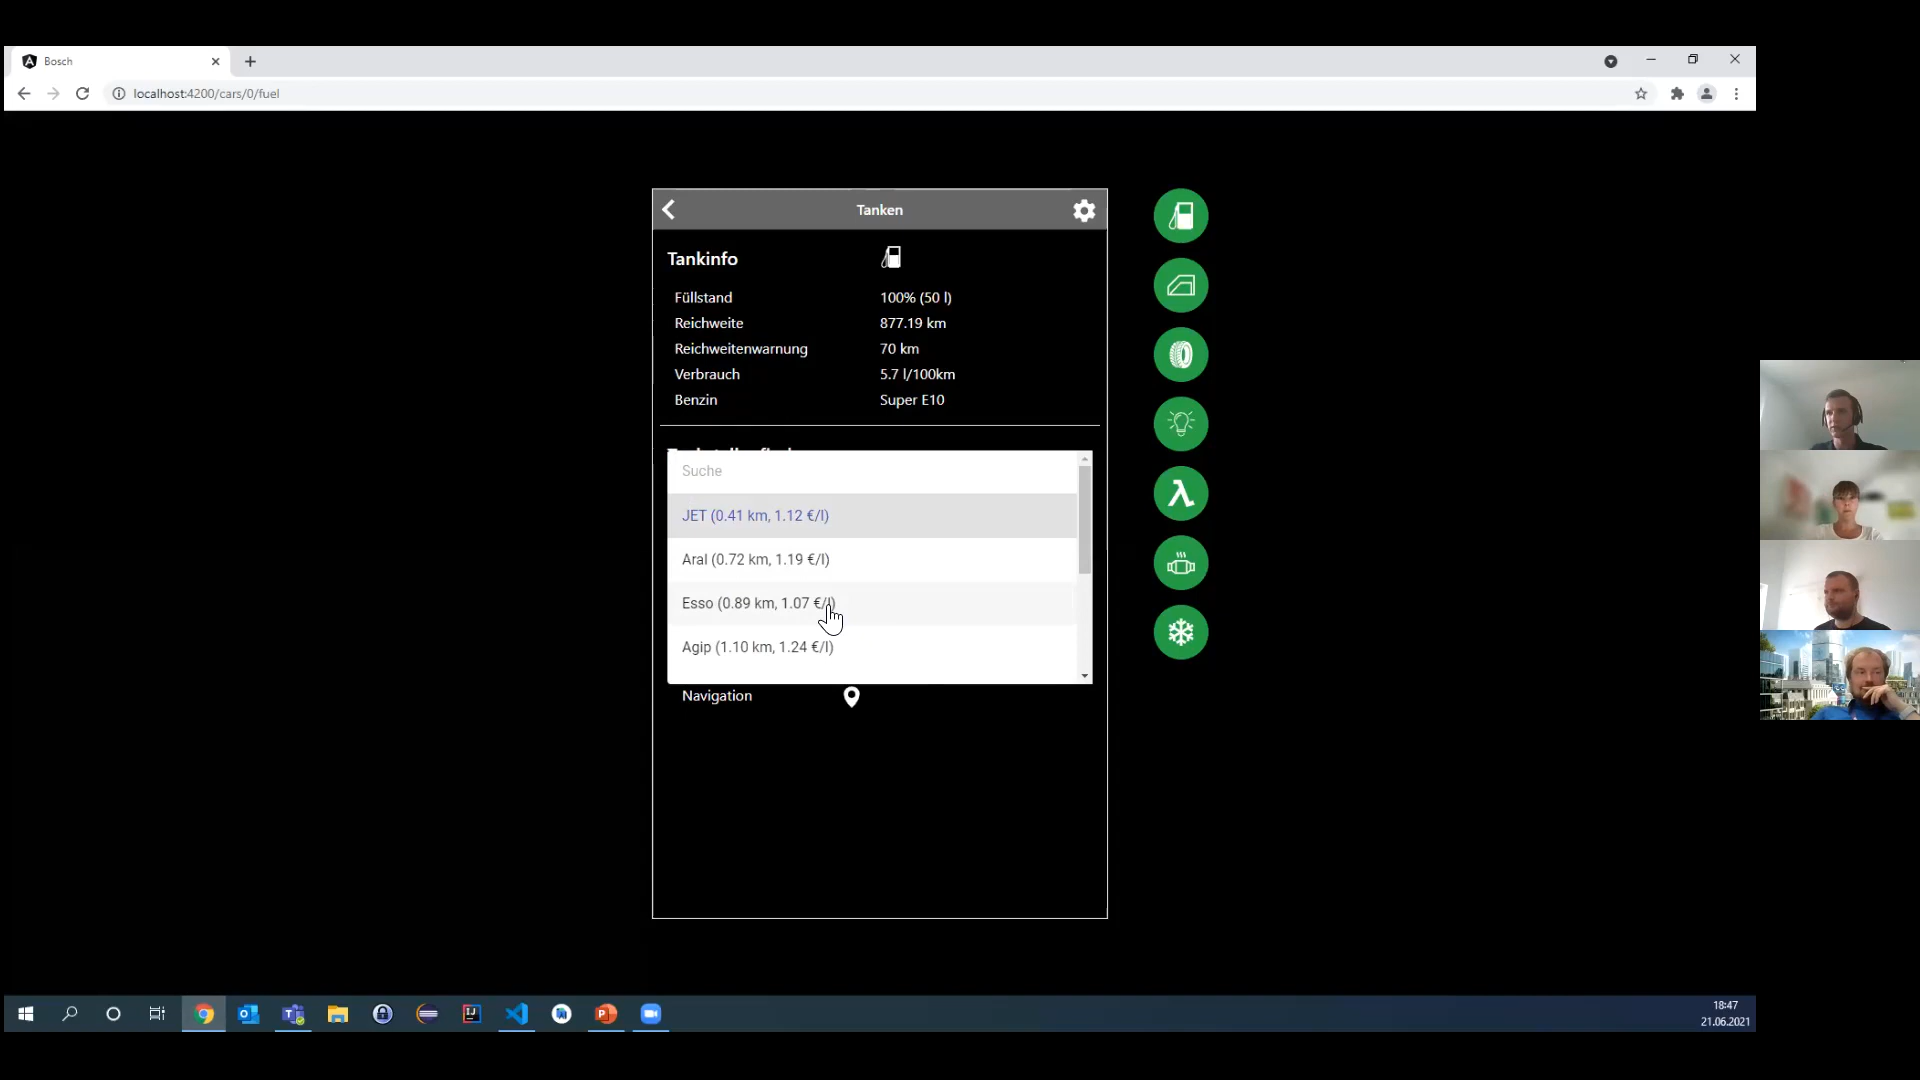 Bosch
localhost:4200/cars/0/fuel
Tanken
Tankinfo
Füllstand 100% (50 l)
Reichweite 877.19 km
Reichweitenwarnung 70 km
Verbrauch 5.7 l/100km
Benzin Super E10
Suche
JET (0.41 km, 1.12 €/l)
Aral (0.72 km, 1.19 €/l)
Esso (0.89 km, 1.07 €/l)
Agip (1.10 km, 1.24 €/l)
Navigation
18:47
21.06.2021